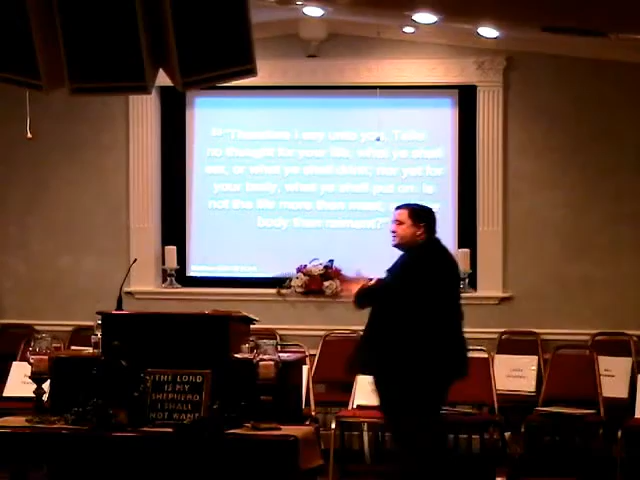 25 "Therefore I say unto you, Take
no thought for your life, what ye shall
eat, or what ye shall drink; nor yet for
your body, what ye shall put on. Is
not the life more than meat,
body than raiment?
THE LORD
IS MY
SHEPHERD
I SHALL
NOT WANT